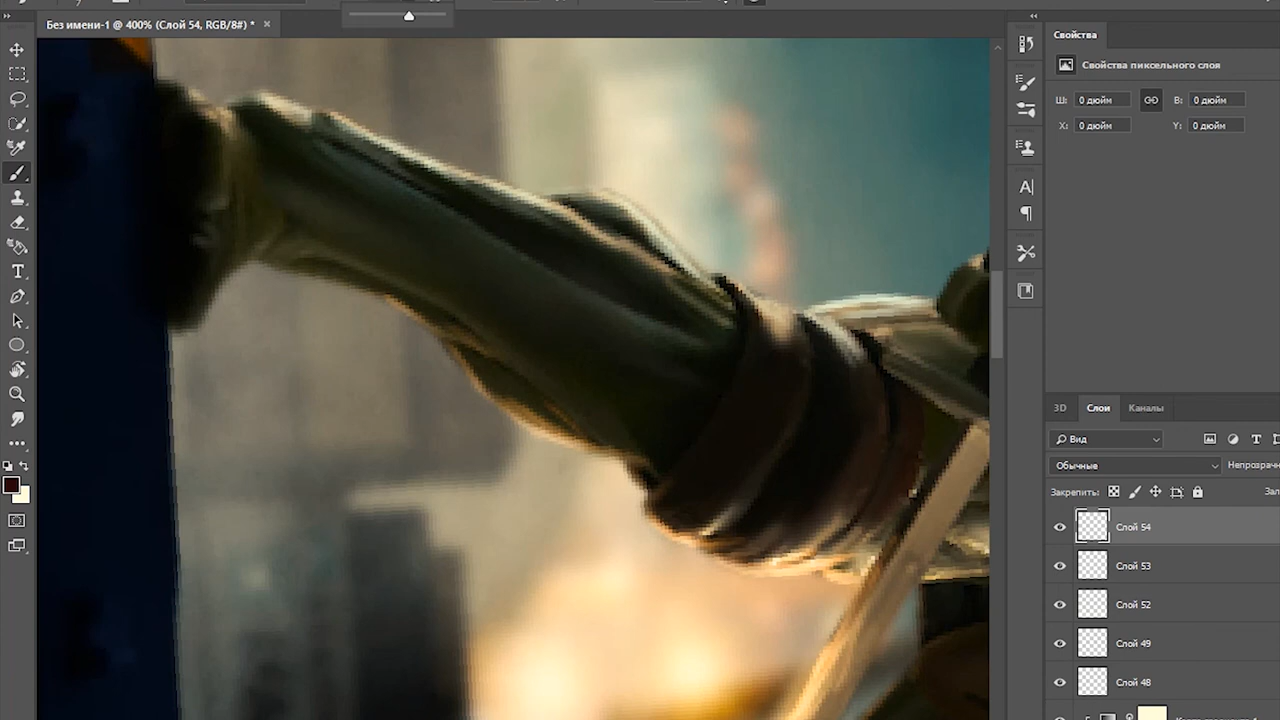 Без имени-1 @ 400% (Слой 54, RGB/8#) *
Свойства
Свойства пиксельного слоя
Ш: 0 дюйм В: 0 дюйм
X: 0 дюйм Y: 0 дюйм
3D Слои Каналы
Вид
Обычные Непрозрачн
Закрепить: Зал
Слой 54
Слой 53
Слой 52
Слой 49
Слой 48